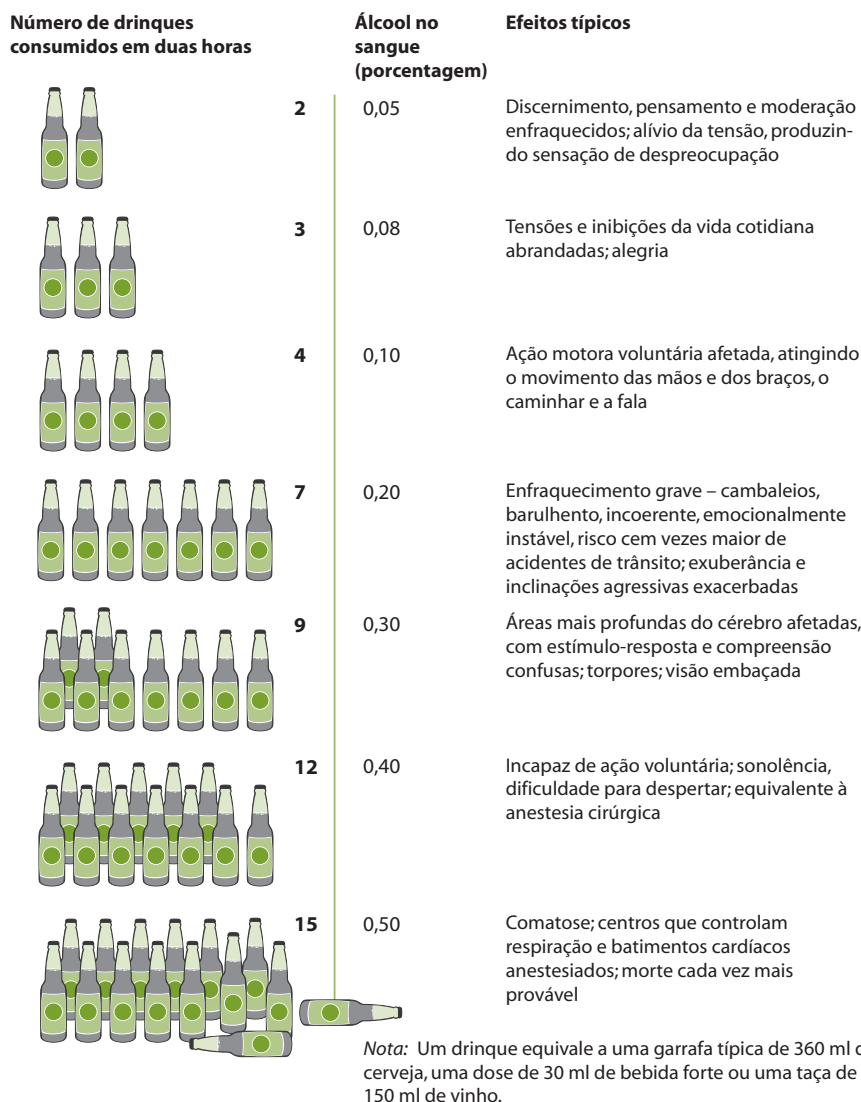 Número de drinques
consumidos em duas horas
Álcool no
sangue
(porcentagem)
Efeitos típicos
2
0,05
Discernimento, pensamento e moderação
enfraquecidos; alívio da tensão, produzin-
do sensação de despreocupação
3
0,08
Tensões e inibições da vida cotidiana
abrandadas; alegria
4
0,10
Ação motora voluntária afetada, atingindo
o movimento das mãos e dos braços, o
caminhar e a fala
7
0,20
Enfraquecimento grave – cambaleios,
barulhento, incoerente, emocionalmente
instável, risco cem vezes maior de
acidentes de trânsito; exuberância e
inclinações agressivas exacerbadas
9
0,30
Áreas mais profundas do cérebro afetadas,
com estímulo-resposta e compreensão
confusas; torpores; visão embaçada
12
0,40
Incapaz de ação voluntária; sonolência,
dificuldade para despertar; equivalente à
anestesia cirúrgica
15
0,50
Comatose; centros que controlam
respiração e batimentos cardíacos
anestesiados; morte cada vez mais
provável
Nota: Um drinque equivale a uma garrafa típica de 360 ml
cerveja, uma dose de 30 ml de bebida forte ou uma taça de
150 ml de vinho.